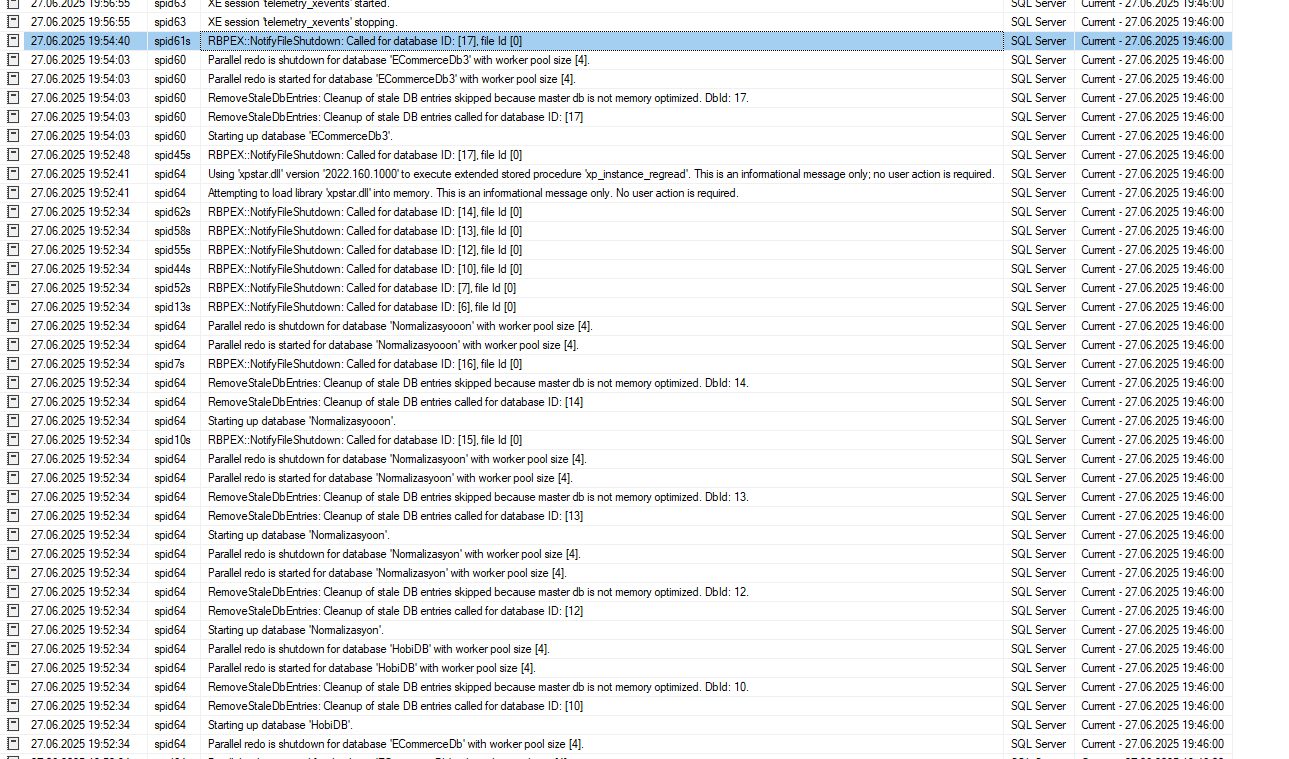 27.06.2025 19:56:55 spid63 XE session 'telemetry_xevents' started. SQL Server Current - 27.06.2025 19:46:00
27.06.2025 19:56:55 spid63 XE session 'telemetry_xevents' stopping. SQL Server Current - 27.06.2025 19:46:00
27.06.2025 19:54:40 spid61s RBPEX::NotifyFileShutdown: Called for database ID: [17], file Id [0] SQL Server Current - 27.06.2025 19:46:00
27.06.2025 19:54:03 spid60 Parallel redo is shutdown for database 'ECommerceDb3' with worker pool size [4]. SQL Server Current - 27.06.2025 19:46:00
27.06.2025 19:54:03 spid60 Parallel redo is started for database 'ECommerceDb3' with worker pool size [4]. SQL Server Current - 27.06.2025 19:46:00
27.06.2025 19:54:03 spid60 RemoveStaleDbEntries: Cleanup of stale DB entries skipped because master db is not memory optimized. DbId: 17. SQL Server Current - 27.06.2025 19:46:00
27.06.2025 19:54:03 spid60 RemoveStaleDbEntries: Cleanup of stale DB entries called for database ID: [17] SQL Server Current - 27.06.2025 19:46:00
27.06.2025 19:54:03 spid60 Starting up database 'ECommerceDb3'. SQL Server Current - 27.06.2025 19:46:00
27.06.2025 19:52:48 spid45s RBPEX::NotifyFileShutdown: Called for database ID: [17], file Id [0] SQL Server Current - 27.06.2025 19:46:00
27.06.2025 19:52:41 spid64 Using 'xpstar.dll' version '2022.160.1000' to execute extended stored procedure 'xp_instance_regread'. This is an informational message only; no user action is required. SQL Server Current - 27.06.2025 19:46:00
27.06.2025 19:52:41 spid64 Attempting to load library 'xpstar.dll' into memory. This is an informational message only. No user action is required. SQL Server Current - 27.06.2025 19:46:00
27.06.2025 19:52:34 spid62s RBPEX::NotifyFileShutdown: Called for database ID: [14], file Id [0] SQL Server Current - 27.06.2025 19:46:00
27.06.2025 19:52:34 spid58s RBPEX::NotifyFileShutdown: Called for database ID: [13], file Id [0] SQL Server Current - 27.06.2025 19:46:00
27.06.2025 19:52:34 spid55s RBPEX::NotifyFileShutdown: Called for database ID: [12], file Id [0] SQL Server Current - 27.06.2025 19:46:00
27.06.2025 19:52:34 spid44s RBPEX::NotifyFileShutdown: Called for database ID: [10], file Id [0] SQL Server Current - 27.06.2025 19:46:00
27.06.2025 19:52:34 spid52s RBPEX::NotifyFileShutdown: Called for database ID: [7], file Id [0] SQL Server Current - 27.06.2025 19:46:00
27.06.2025 19:52:34 spid13s RBPEX::NotifyFileShutdown: Called for database ID: [6], file Id [0] SQL Server Current - 27.06.2025 19:46:00
27.06.2025 19:52:34 spid64 Parallel redo is shutdown for database 'Normalizasyooon' with worker pool size [4]. SQL Server Current - 27.06.2025 19:46:00
27.06.2025 19:52:34 spid64 Parallel redo is started for database 'Normalizasyooon' with worker pool size [4]. SQL Server Current - 27.06.2025 19:46:00
27.06.2025 19:52:34 spid7s RBPEX::NotifyFileShutdown: Called for database ID: [16], file Id [0] SQL Server Current - 27.06.2025 19:46:00
27.06.2025 19:52:34 spid64 RemoveStaleDbEntries: Cleanup of stale DB entries skipped because master db is not memory optimized. DbId: 14. SQL Server Current - 27.06.2025 19:46:00
27.06.2025 19:52:34 spid64 RemoveStaleDbEntries: Cleanup of stale DB entries called for database ID: [14] SQL Server Current - 27.06.2025 19:46:00
27.06.2025 19:52:34 spid64 Starting up database 'Normalizasyooon'. SQL Server Current - 27.06.2025 19:46:00
27.06.2025 19:52:34 spid10s RBPEX::NotifyFileShutdown: Called for database ID: [15], file Id [0] SQL Server Current - 27.06.2025 19:46:00
27.06.2025 19:52:34 spid64 Parallel redo is shutdown for database 'Normalizasyoon' with worker pool size [4]. SQL Server Current - 27.06.2025 19:46:00
27.06.2025 19:52:34 spid64 Parallel redo is started for database 'Normalizasyoon' with worker pool size [4]. SQL Server Current - 27.06.2025 19:46:00
27.06.2025 19:52:34 spid64 RemoveStaleDbEntries: Cleanup of stale DB entries skipped because master db is not memory optimized. DbId: 13. SQL Server Current - 27.06.2025 19:46:00
27.06.2025 19:52:34 spid64 RemoveStaleDbEntries: Cleanup of stale DB entries called for database ID: [13] SQL Server Current - 27.06.2025 19:46:00
27.06.2025 19:52:34 spid64 Starting up database 'Normalizasyoon'. SQL Server Current - 27.06.2025 19:46:00
27.06.2025 19:52:34 spid64 Parallel redo is shutdown for database 'Normalizasyon' with worker pool size [4]. SQL Server Current - 27.06.2025 19:46:00
27.06.2025 19:52:34 spid64 Parallel redo is started for database 'Normalizasyon' with worker pool size [4]. SQL Server Current - 27.06.2025 19:46:00
27.06.2025 19:52:34 spid64 RemoveStaleDbEntries: Cleanup of stale DB entries skipped because master db is not memory optimized. DbId: 12. SQL Server Current - 27.06.2025 19:46:00
27.06.2025 19:52:34 spid64 RemoveStaleDbEntries: Cleanup of stale DB entries called for database ID: [12] SQL Server Current - 27.06.2025 19:46:00
27.06.2025 19:52:34 spid64 Starting up database 'Normalizasyon'. SQL Server Current - 27.06.2025 19:46:00
27.06.2025 19:52:34 spid64 Parallel redo is shutdown for database 'HobiDB' with worker pool size [4]. SQL Server Current - 27.06.2025 19:46:00
27.06.2025 19:52:34 spid64 Parallel redo is started for database 'HobiDB' with worker pool size [4]. SQL Server Current - 27.06.2025 19:46:00
27.06.2025 19:52:34 spid64 RemoveStaleDbEntries: Cleanup of stale DB entries skipped because master db is not memory optimized. DbId: 10. SQL Server Current - 27.06.2025 19:46:00
27.06.2025 19:52:34 spid64 RemoveStaleDbEntries: Cleanup of stale DB entries called for database ID: [10] SQL Server Current - 27.06.2025 19:46:00
27.06.2025 19:52:34 spid64 Starting up database 'HobiDB'. SQL Server Current - 27.06.2025 19:46:00
27.06.2025 19:52:34 spid64 Parallel redo is shutdown for database 'ECommerceDb' with worker pool size [4]. SQL Server Current - 27.06.2025 19:46:00